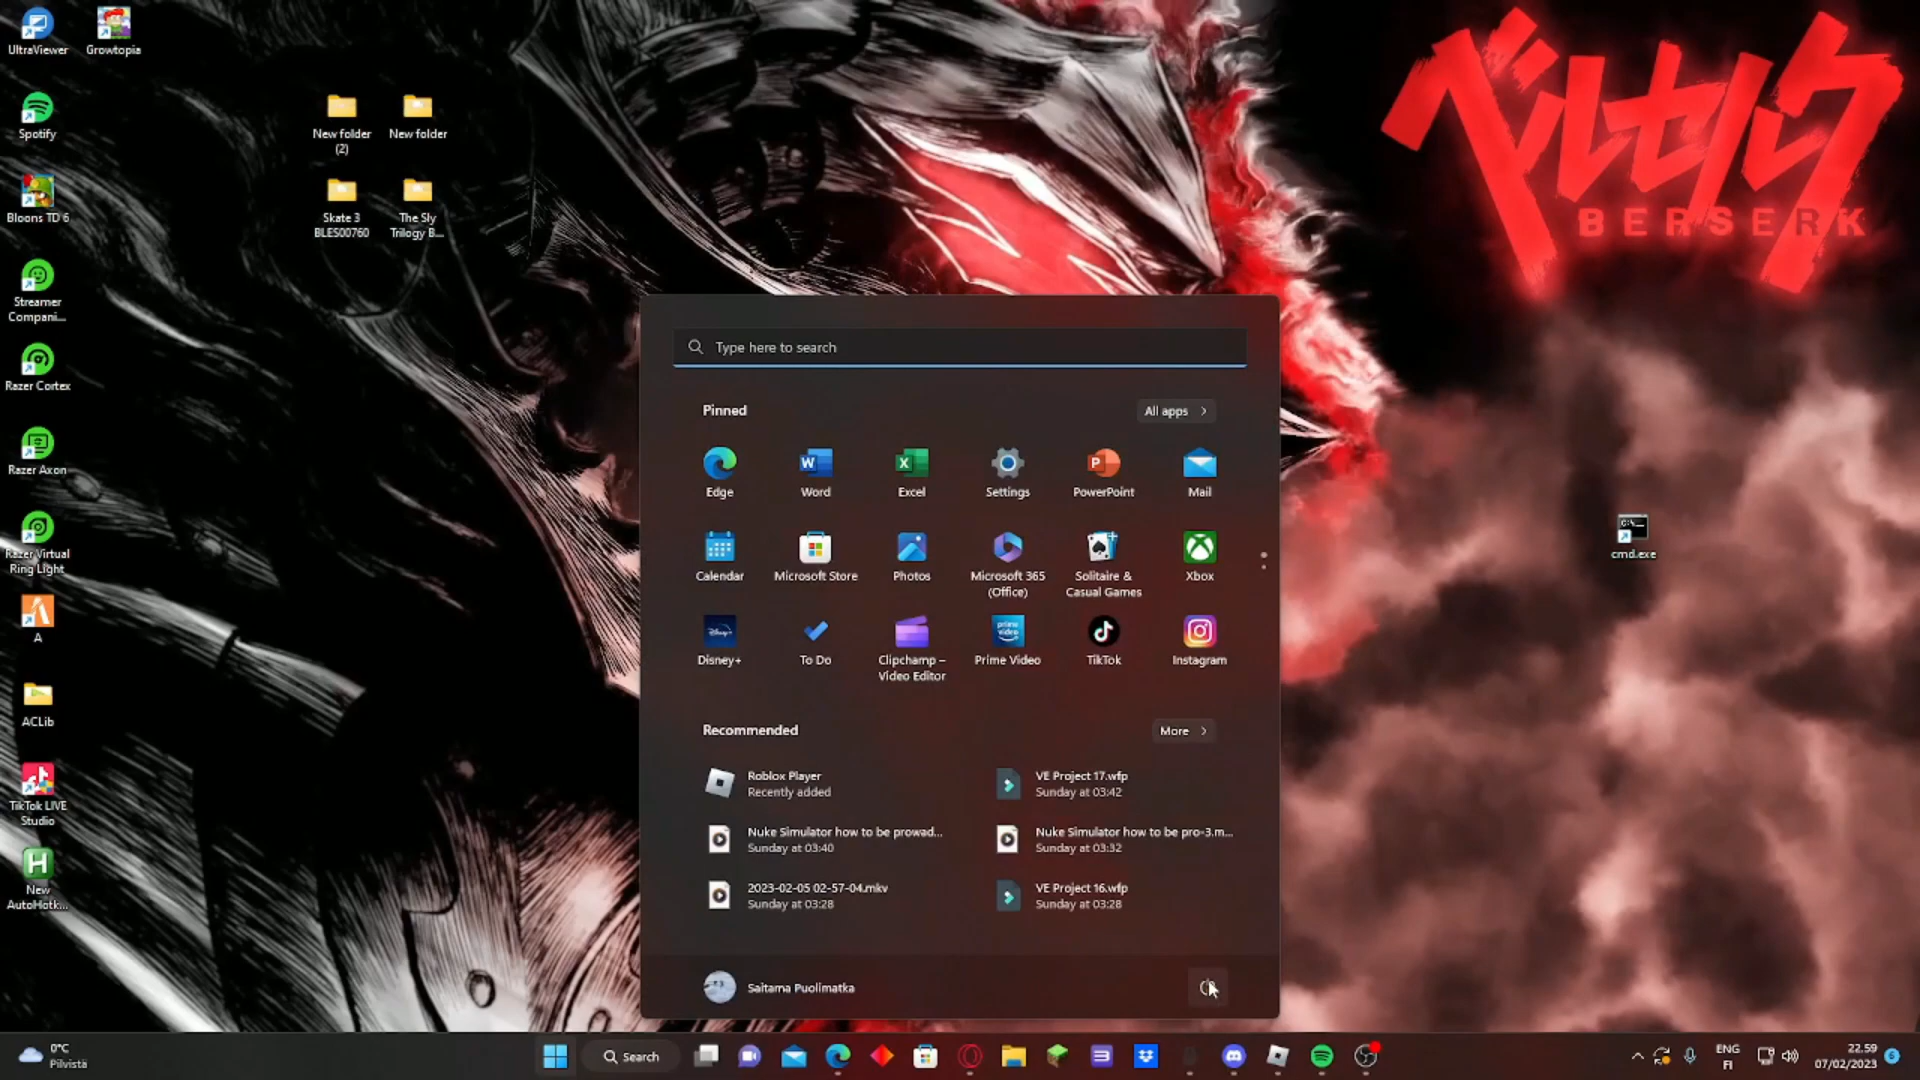 UltraViewer
Growtopia
Spotify
New folder
(2)
New folder
Bloons TD 6
Skate 3
BLES00760
The Sly
Trilogy B...
Streamer
Compani...
Razer Cortex
Razer Axon
Razer Virtual
Ring Light
A
ACLib
TikTok LIVE
Studio
New
AutoHotk...
ベルセルク
BERSERK
cmd.exe
Type here to search
Pinned
All apps
Edge
Word
Excel
Settings
PowerPoint
Mail
Calendar
Microsoft Store
Photos
Microsoft 365
(Office)
Solitaire &
Casual Games
Xbox
Disney+
To Do
Clipchamp –
Video Editor
Prime Video
TikTok
Instagram
Recommended
More
Roblox Player
Recently added
VE Project 17.wfp
Sunday at 03:42
Nuke Simulator how to be prowad...
Sunday at 03:40
Nuke Simulator how to be pro-3.m...
Sunday at 03:32
2023-02-05 02-57-04.mkv
Sunday at 03:28
VE Project 16.wfp
Sunday at 03:28
Saitama Puolimatka
0°C
Pilvistä
Search
ENG
FI
22.59
07/02/2023
6